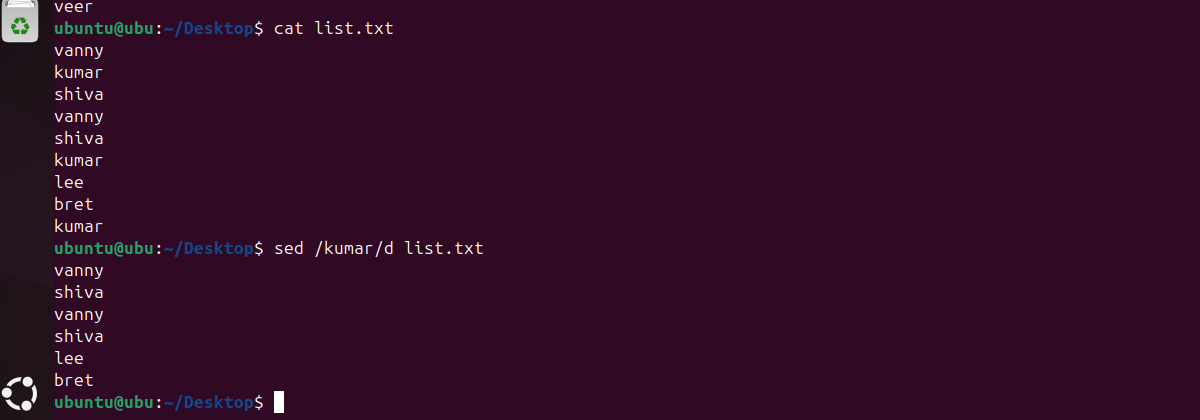 veer
ubuntu@ubu:~/Desktop$ cat list.txt
vanny
kumar
shiva
vanny
shiva
kumar
lee
bret
kumar
ubuntu@ubu:~/Desktop$ sed /kumar/d list.txt
vanny
shiva
vanny
shiva
lee
bret
ubuntu@ubu:~/Desktop$